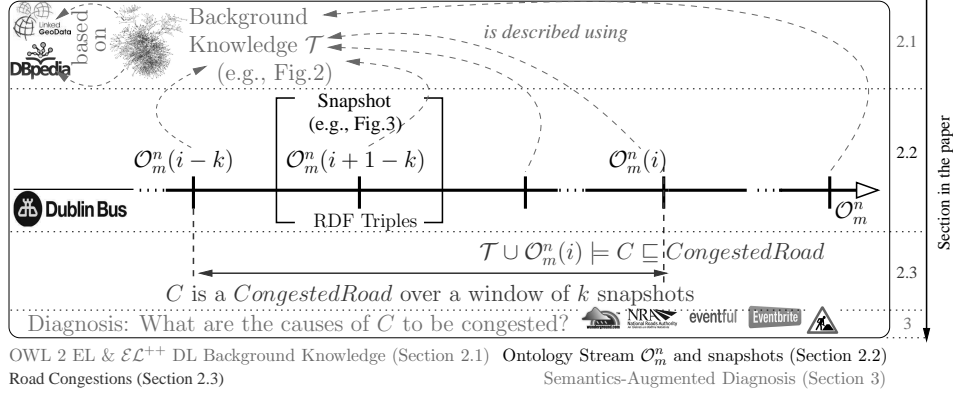 Linked
GeoData
DBpedia
based
on
Background
Knowledge 𝒯
(e.g., Fig.2)
is described using
2.1
Snapshot
(e.g., Fig.3)
𝒪ₘⁿ(i − k)
𝒪ₘⁿ(i + 1 − k)
𝒪ₘⁿ(i)
2.2
Dublin Bus
RDF Triples
𝒪ₘⁿ
𝒯 ∪ 𝒪ₘⁿ(i) ⊨ C ⊑ CongestedRoad
2.3
C is a CongestedRoad over a window of k snapshots
Diagnosis: What are the causes of C to be congested?
NRA
National Roads Authority
eventful
Eventbrite
3
Section in the paper
OWL 2 EL & ℰℒ⁺⁺ DL Background Knowledge (Section 2.1)
Ontology Stream 𝒪ₘⁿ and snapshots (Section 2.2)
Road Congestions (Section 2.3)
Semantics-Augmented Diagnosis (Section 3)